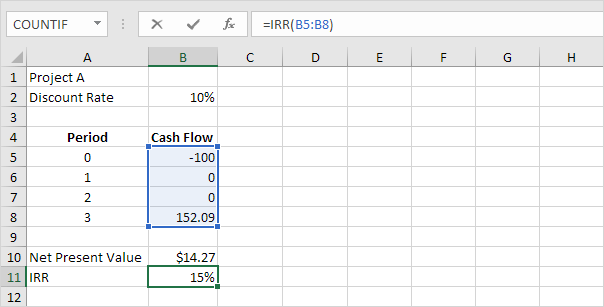 COUNTIF fx =IRR(B5:B8)
A B C D E F G H
1 Project A
2 Discount Rate 10%
3
4 Period Cash Flow
5 0 -100
6 1 0
7 2 0
8 3 152.09
9
10 Net Present Value $14.27
11 IRR 15%
12